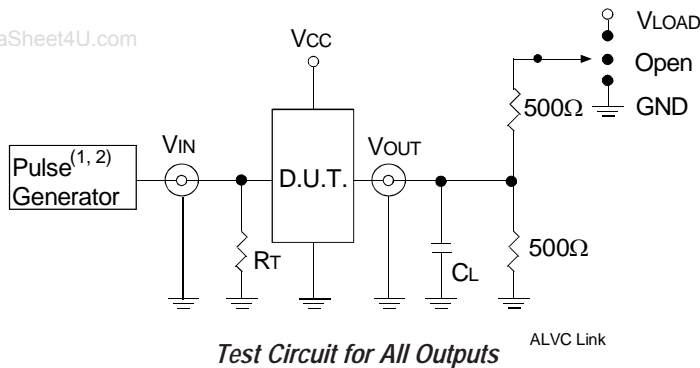 aSheet4U.com
VLOAD
VCC
Open
500Ω
GND
VIN
VOUT
Pulse(1, 2)
Generator
D.U.T.
RT
CL
500Ω
ALVC Link
Test Circuit for All Outputs